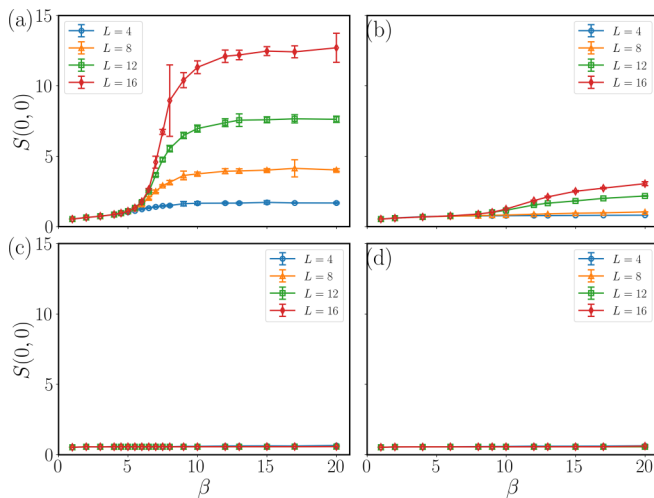 (a)
15
10
5
0
S(0,0)
L = 4
L = 8
L = 12
L = 16
(b)
L = 4
L = 8
L = 12
L = 16
(c)
15
10
5
0
S(0,0)
L = 4
L = 8
L = 12
L = 16
0 5 10 15 20
β
(d)
L = 4
L = 8
L = 12
L = 16
0 5 10 15 20
β